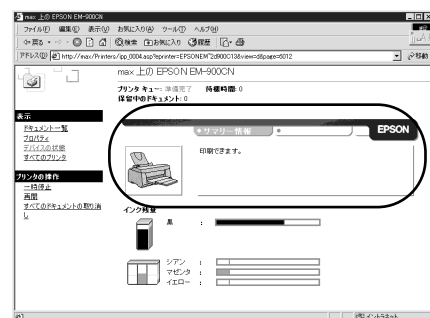 max 上の EPSON EM-900CN
ファイル(F) 編集(E) 表示(V) お気に入り(A) ツール(T) ヘルプ(H)
戻る 検索 お気に入り 履歴
アドレス(D) http://max/Printers/ipp_0004.asp?eprinter=EPSONEM^2d900C13&view=d&page=6012 移動
max 上の EPSON EM-900CN
プリンタ キュー: 準備完了 待機時間: 0
保留中のドキュメント: 0
表示
ドキュメント一覧
プロパティ
デバイスの状態
すべてのプリンタ
プリンタの操作
一時停止
再開
すべてのドキュメントの取り消し
サマリー情報
EPSON
印刷できます。
インク残量
黒 :
シアン :
マゼンタ :
イエロー :
イントラネット